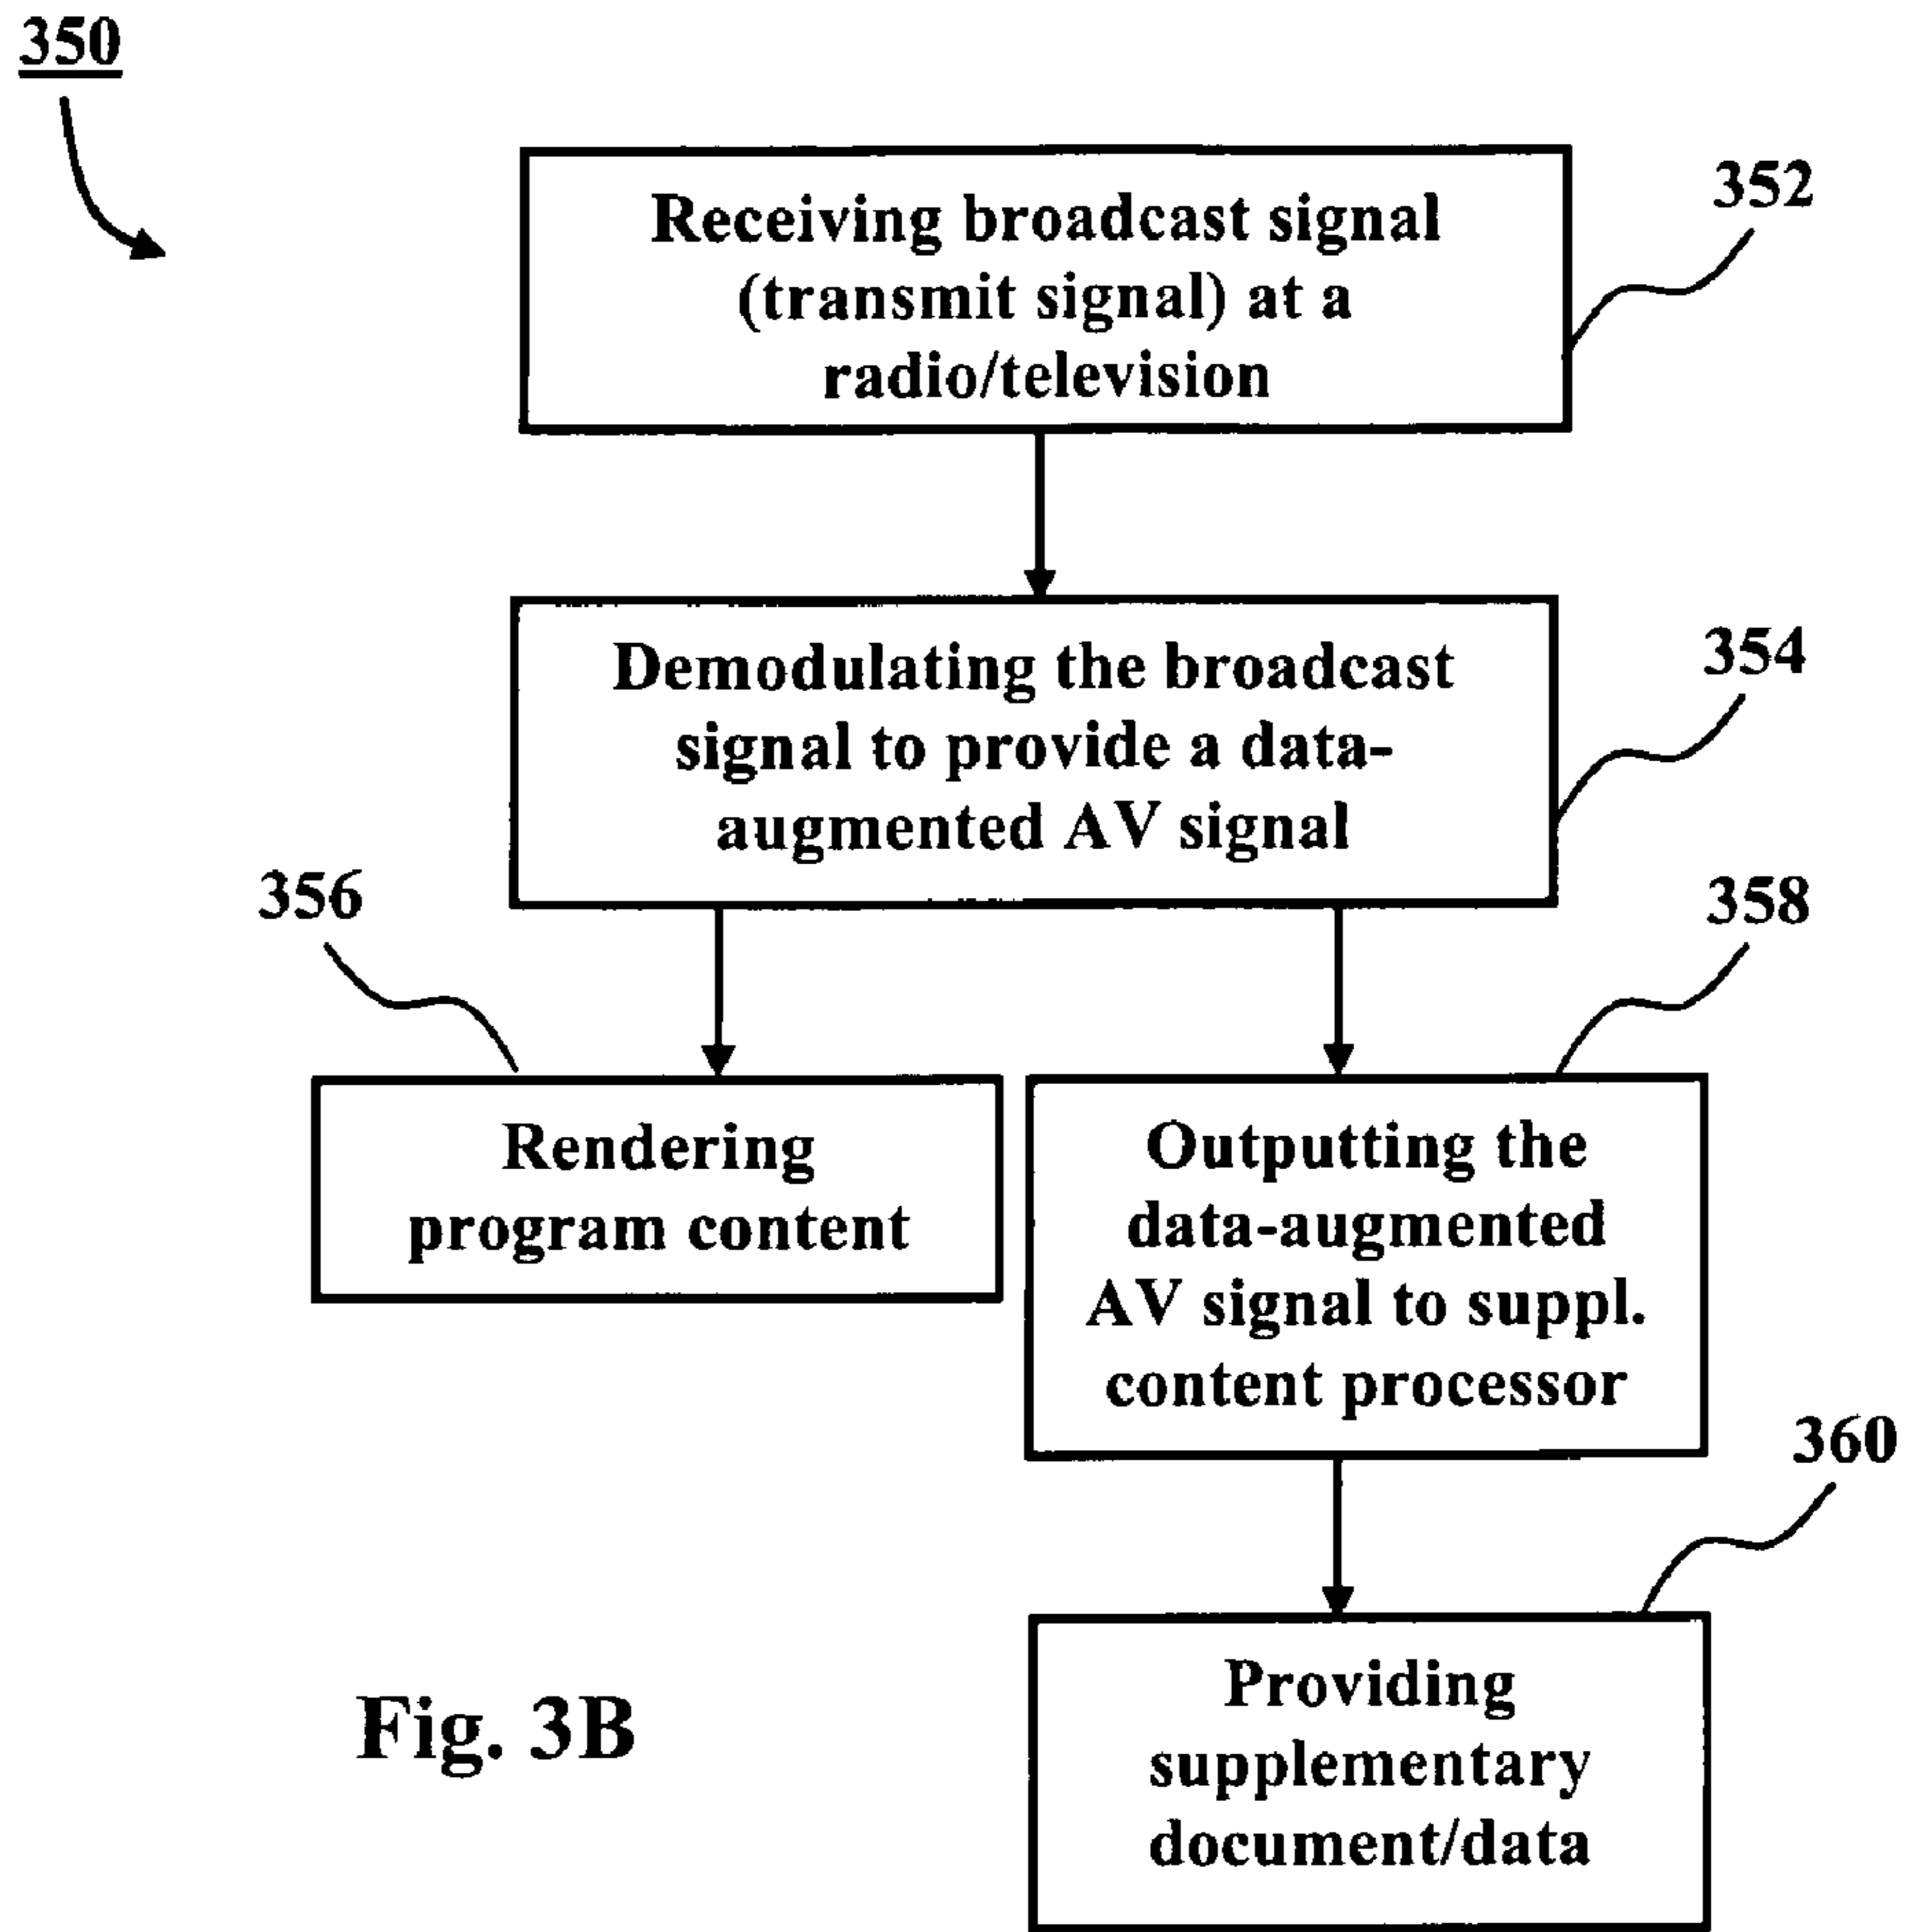 350
Receiving broadcast signal
(transmit signal) at a
radio/television
352
Demodulating the broadcast
signal to provide a data-
augmented AV signal
354
356
358
Rendering
program content
Outputting the
data-augmented
AV signal to suppl.
content processor
360
Providing
supplementary
document/data
Fig. 3B